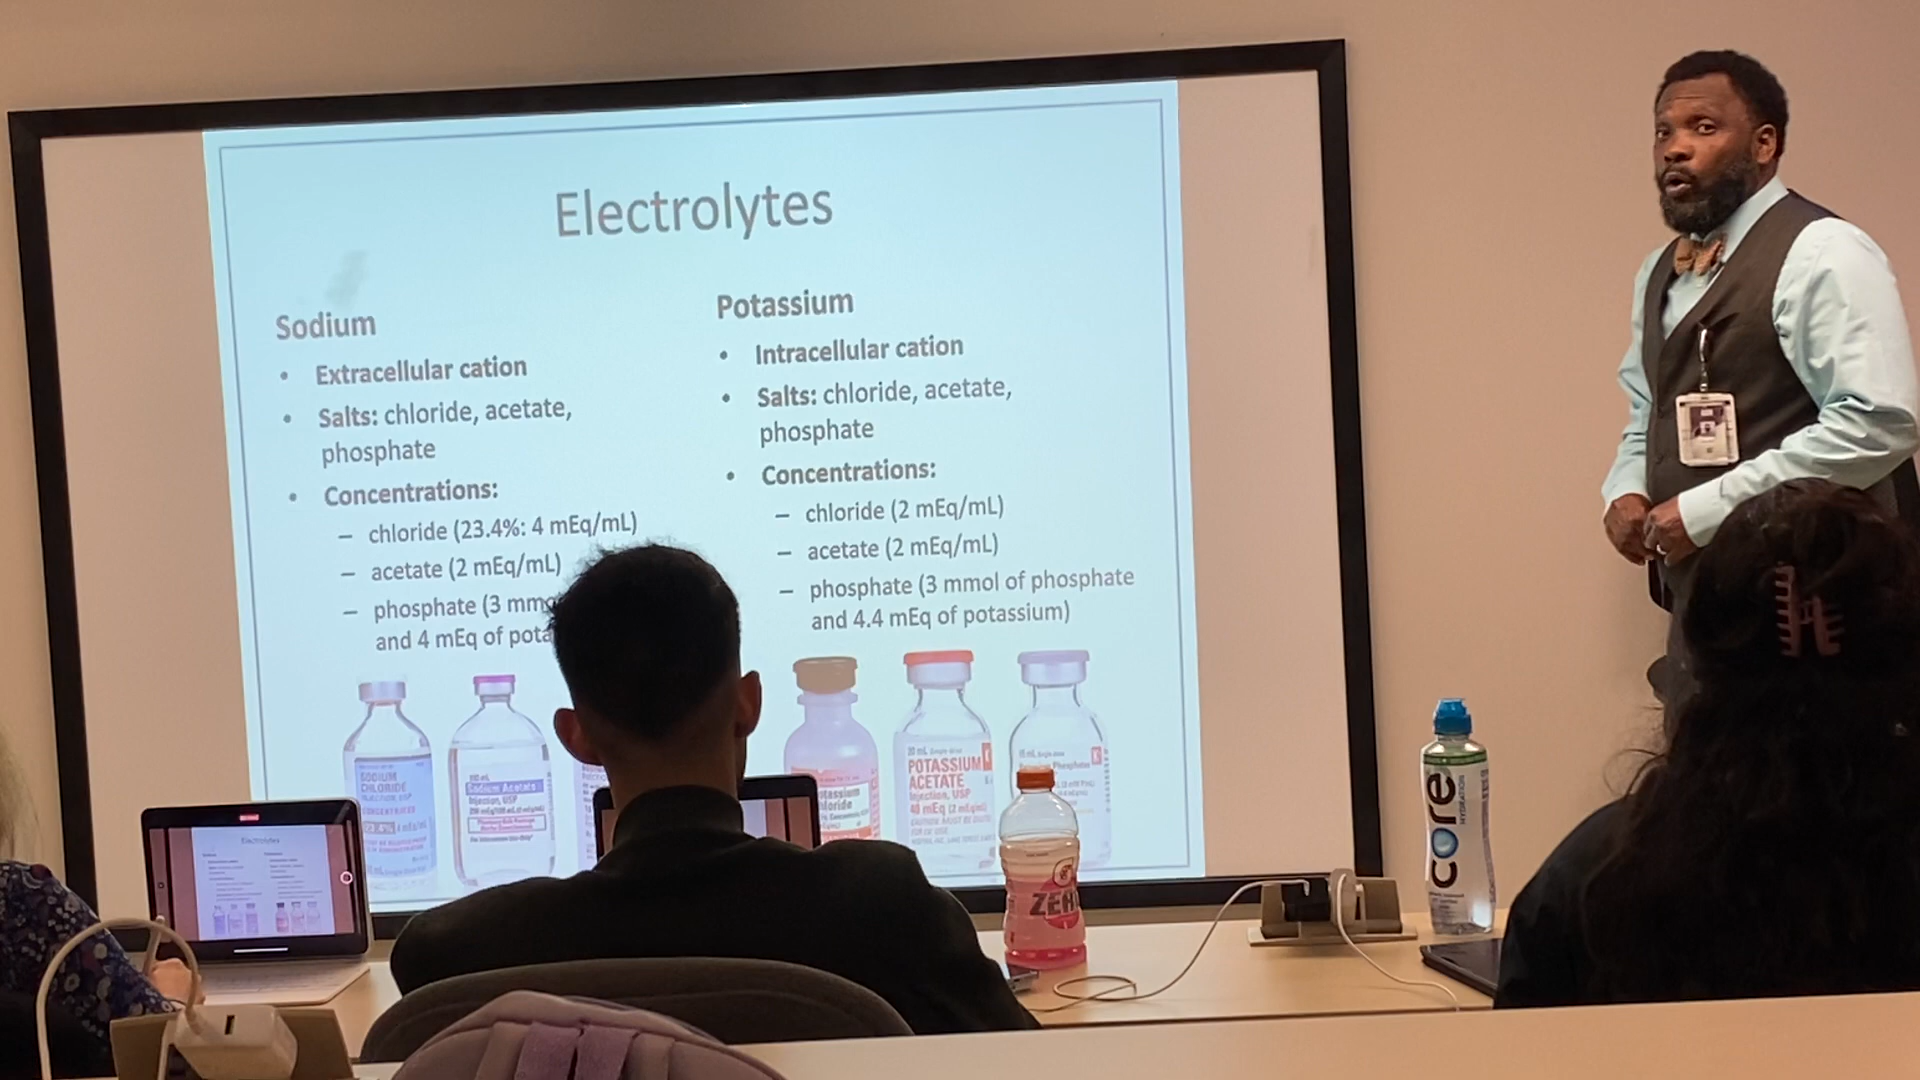 Electrolytes
Sodium
• Extracellular cation
• Salts: chloride, acetate,
phosphate
• Concentrations:
– chloride (23.4%: 4 mEq/mL)
– acetate (2 mEq/mL)
– phosphate (3
and 4 mEq of
Potassium
• Intracellular cation
• Salts: chloride, acetate,
phosphate
• Concentrations:
– chloride (2 mEq/mL)
– acetate (2 mEq/mL)
– phosphate (3 mmol of phosphate
and 4.4 mEq of potassium)
Sodium Acetate
Injection, USP
POTASSIUM
ACETATE
Injection, USP
40 mEq
K
core
HYDRATION
Electrolytes